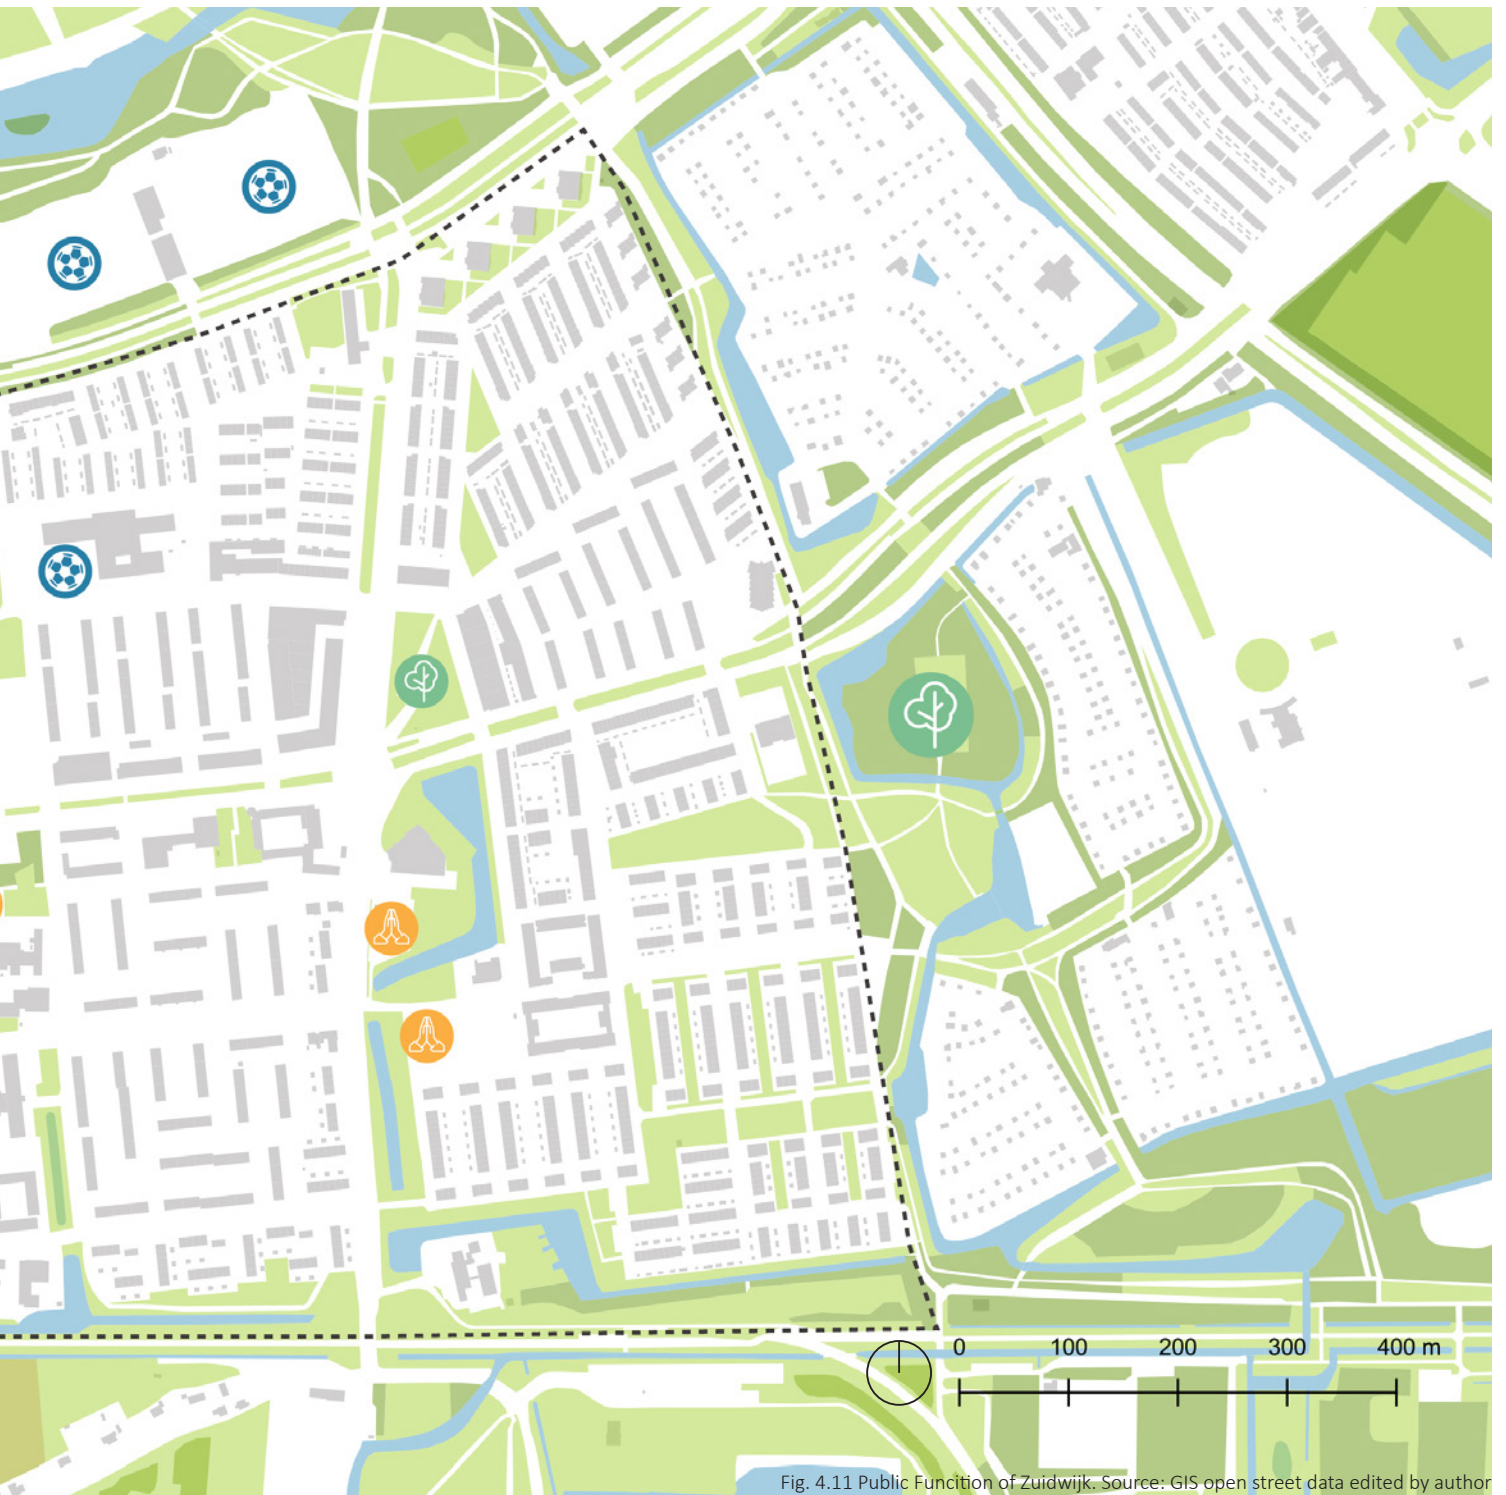 0 100 200 300 400 m
Fig. 4.11 Public Funcition of Zuidwijk. Source: GIS open street data edited by author